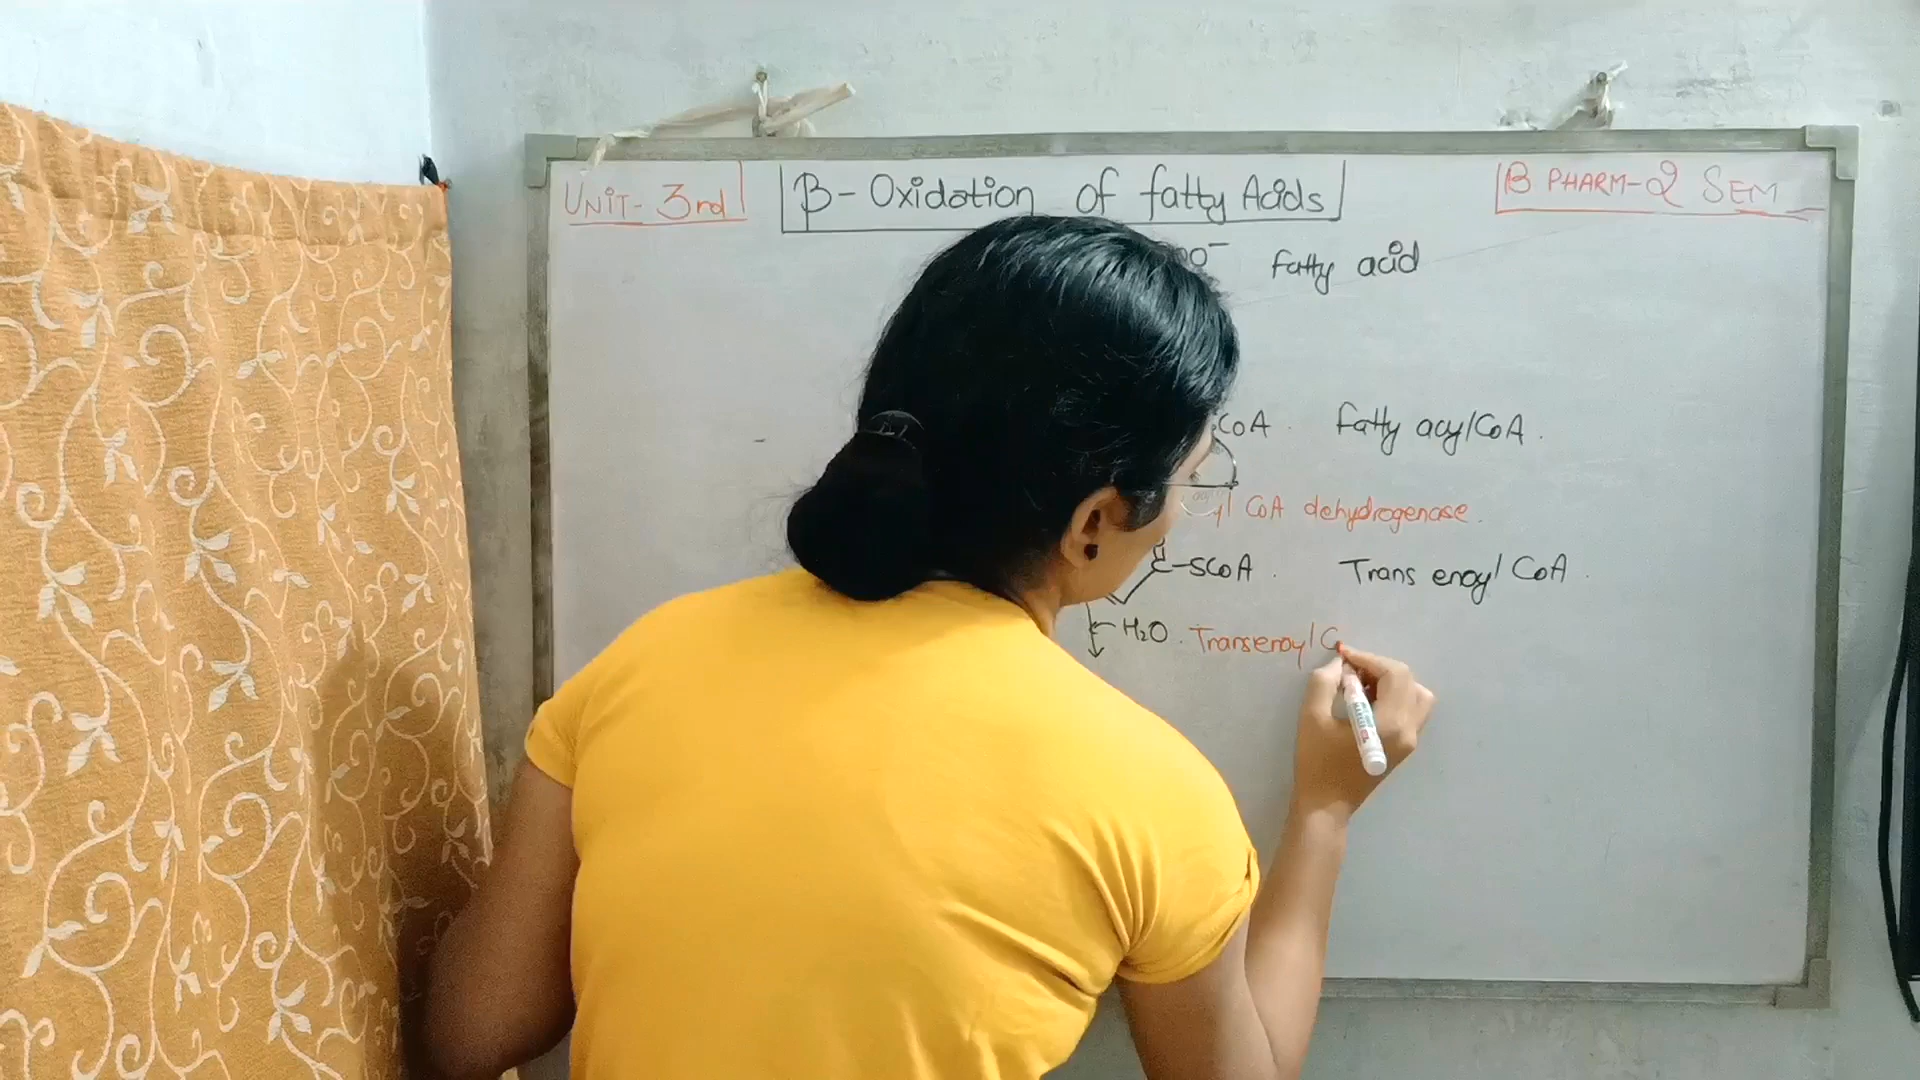 UNIT- 3rd
β- Oxidation of fatty Acids
B PHARM-2 SEM
fatty acid
CoA. fatty acylCoA.
yl CoA dehydrogenase.
-SCoA. Trans enoyl CoA.
H₂O. Transenoyl C